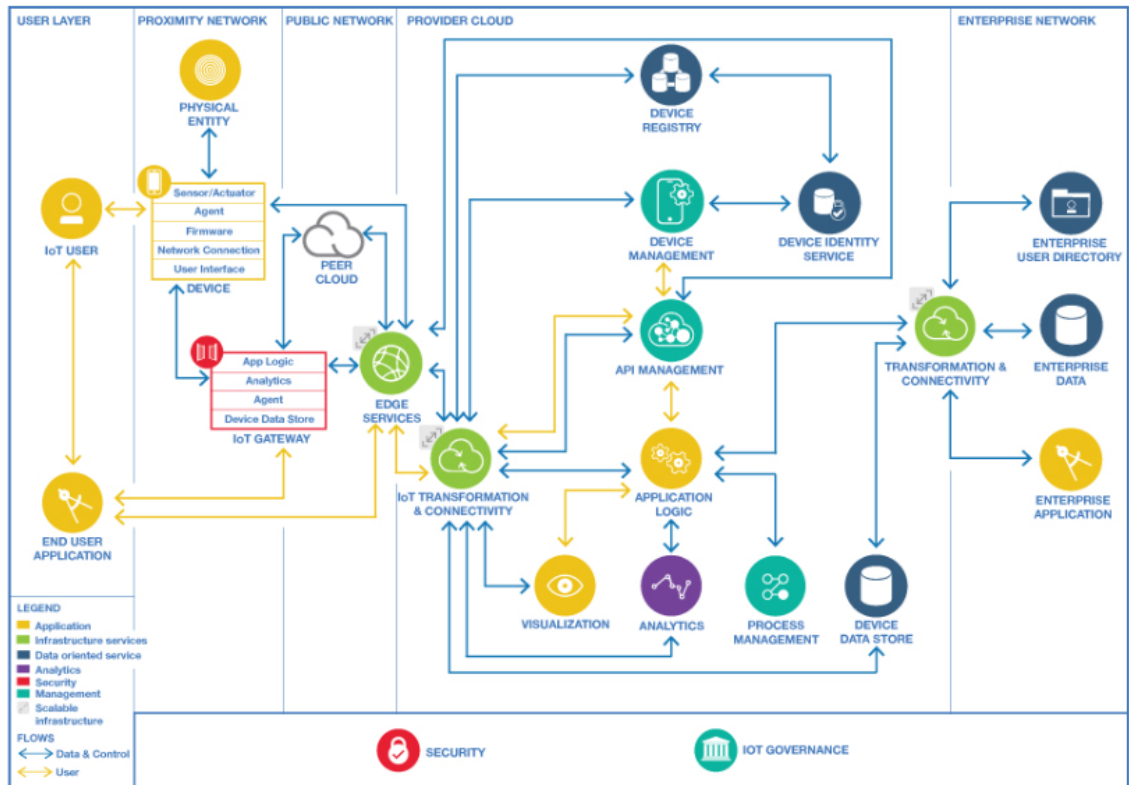 USER LAYER
PROXIMITY NETWORK
PUBLIC NETWORK
PROVIDER CLOUD
ENTERPRISE NETWORK
PHYSICAL
ENTITY
DEVICE
REGISTRY
IoT USER
Sensor/Actuator
Agent
Firmware
Network Connection
User Interface
DEVICE
PEER
CLOUD
DEVICE
MANAGEMENT
DEVICE IDENTITY
SERVICE
ENTERPRISE
USER DIRECTORY
App Logic
Analytics
Agent
Device Data Store
IoT GATEWAY
EDGE
SERVICES
API MANAGEMENT
TRANSFORMATION &
CONNECTIVITY
ENTERPRISE
DATA
END USER
APPLICATION
IoT TRANSFORMATION
& CONNECTIVITY
APPLICATION
LOGIC
ENTERPRISE
APPLICATION
VISUALIZATION
ANALYTICS
PROCESS
MANAGEMENT
DEVICE
DATA STORE
LEGEND
Application
Infrastructure services
Data oriented service
Analytics
Security
Management
Scalable
infrastructure
FLOWS
Data & Control
User
SECURITY
IOT GOVERNANCE